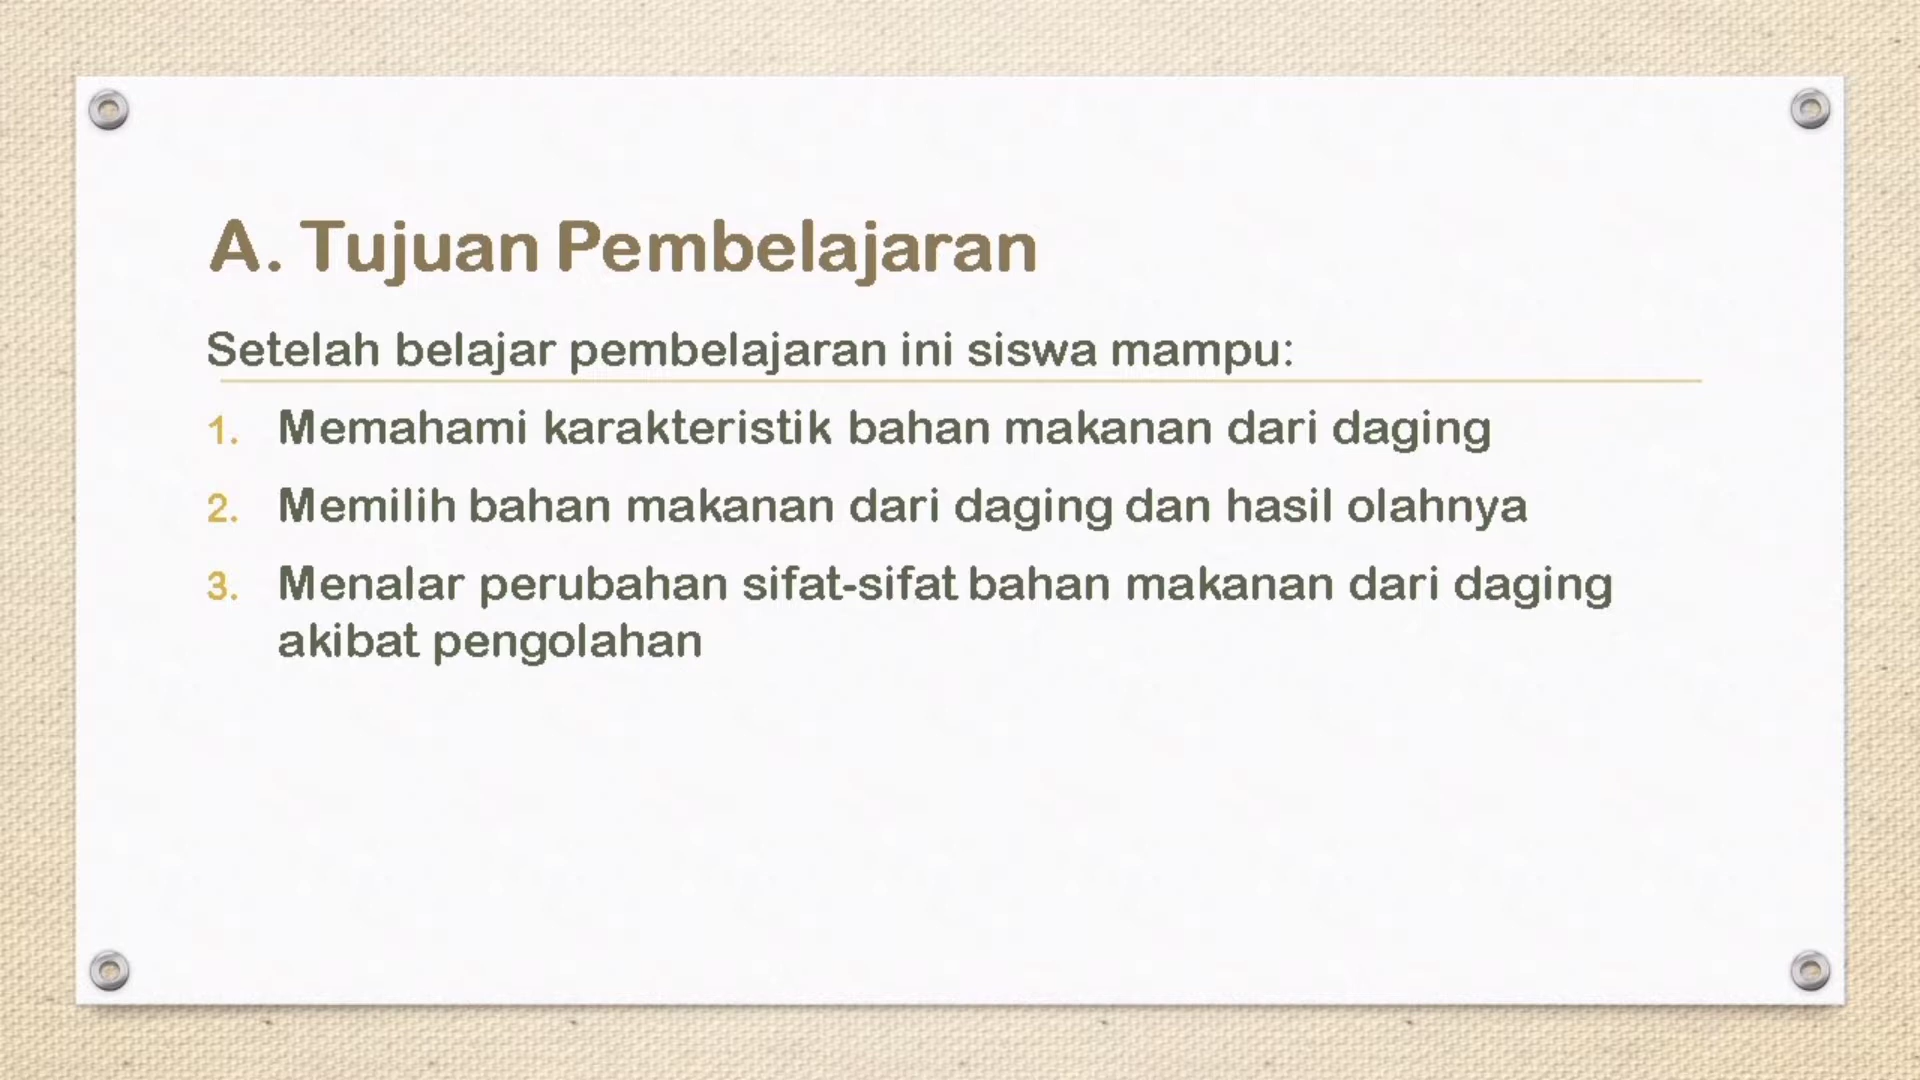 A. Tujuan Pembelajaran
Setelah belajar pembelajaran ini siswa mampu:
1. Memahami karakteristik bahan makanan dari daging
2. Memilih bahan makanan dari daging dan hasil olahnya
3. Menalar perubahan sifat-sifat bahan makanan dari daging
akibat pengolahan